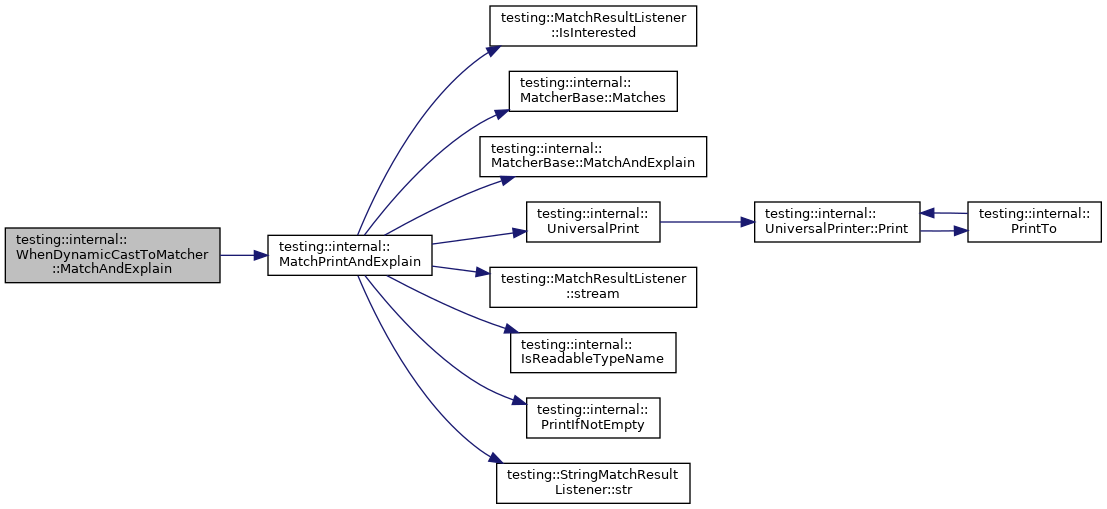 testing::internal::
WhenDynamicCastToMatcher
::MatchAndExplain
testing::internal::
MatchPrintAndExplain
testing::MatchResultListener
::IsInterested
testing::internal::
MatcherBase::Matches
testing::internal::
MatcherBase::MatchAndExplain
testing::internal::
UniversalPrint
testing::internal::
UniversalPrinter::Print
testing::internal::
PrintTo
testing::MatchResultListener
::stream
testing::internal::
IsReadableTypeName
testing::internal::
PrintIfNotEmpty
testing::StringMatchResult
Listener::str